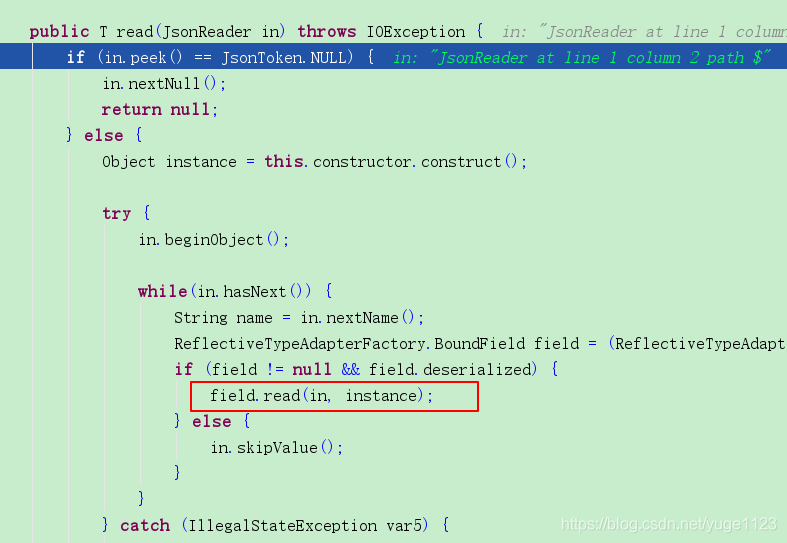 public T read(JsonReader in) throws IOException {  in: "JsonReader at line 1 column
if (in.peek() == JsonToken.NULL) {  in: "JsonReader at line 1 column 2 path $"
in.nextNull();
return null;
} else {
Object instance = this.constructor.construct();
try {
in.beginObject();
while(in.hasNext()) {
String name = in.nextName();
ReflectiveTypeAdapterFactory.BoundField field = (ReflectiveTypeAdapt
if (field != null && field.deserialized) {
field.read(in, instance);
} else {
in.skipValue();
}
}
} catch (IllegalStateException var5) {
https://blog.csdn.net/yuge1123